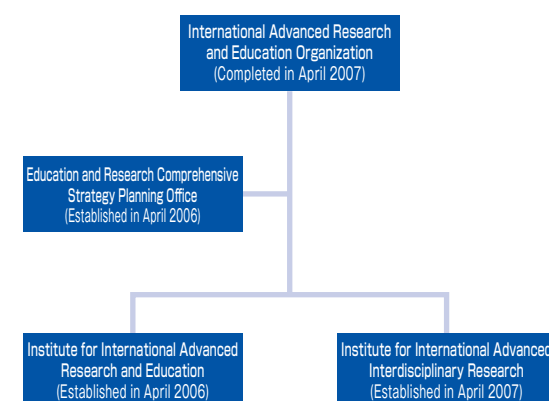 International Advanced Research
and Education Organization
(Completed in April 2007)
Education and Research Comprehensive
Strategy Planning Office
(Established in April 2006)
Institute for International Advanced
Research and Education
(Established in April 2006)
Institute for International Advanced
Interdisciplinary Research
(Established in April 2007)